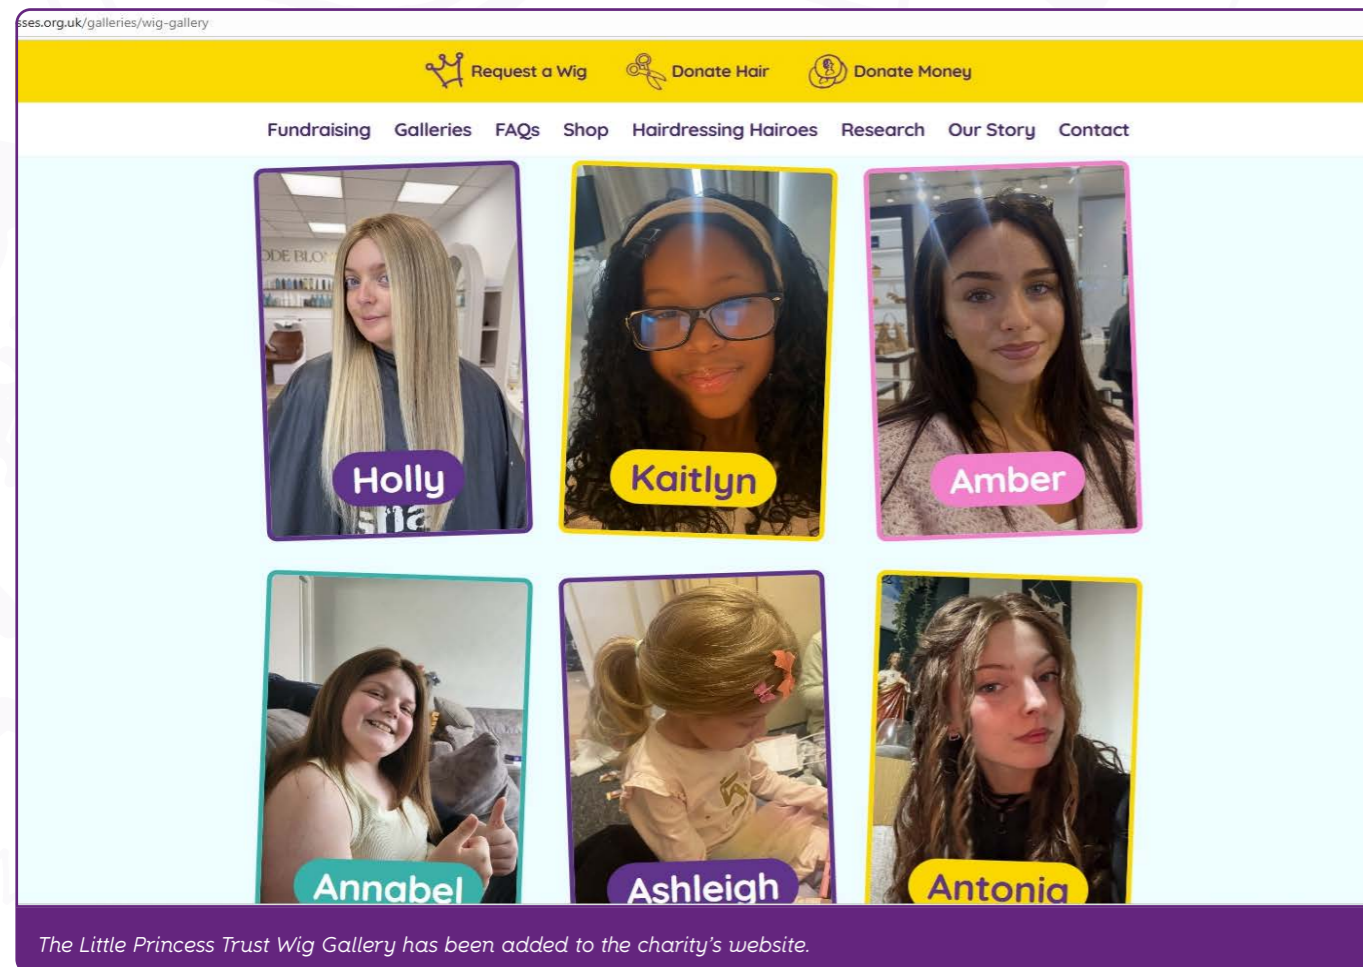 sses.org.uk/galleries/wig-gallery
Request a Wig Donate Hair Donate Money
Fundraising Galleries FAQs Shop Hairdressing Hairoes Research Our Story Contact
Holly
Kaitlyn
Amber
Annabel
Ashleigh
Antonia
The Little Princess Trust Wig Gallery has been added to the charity's website.